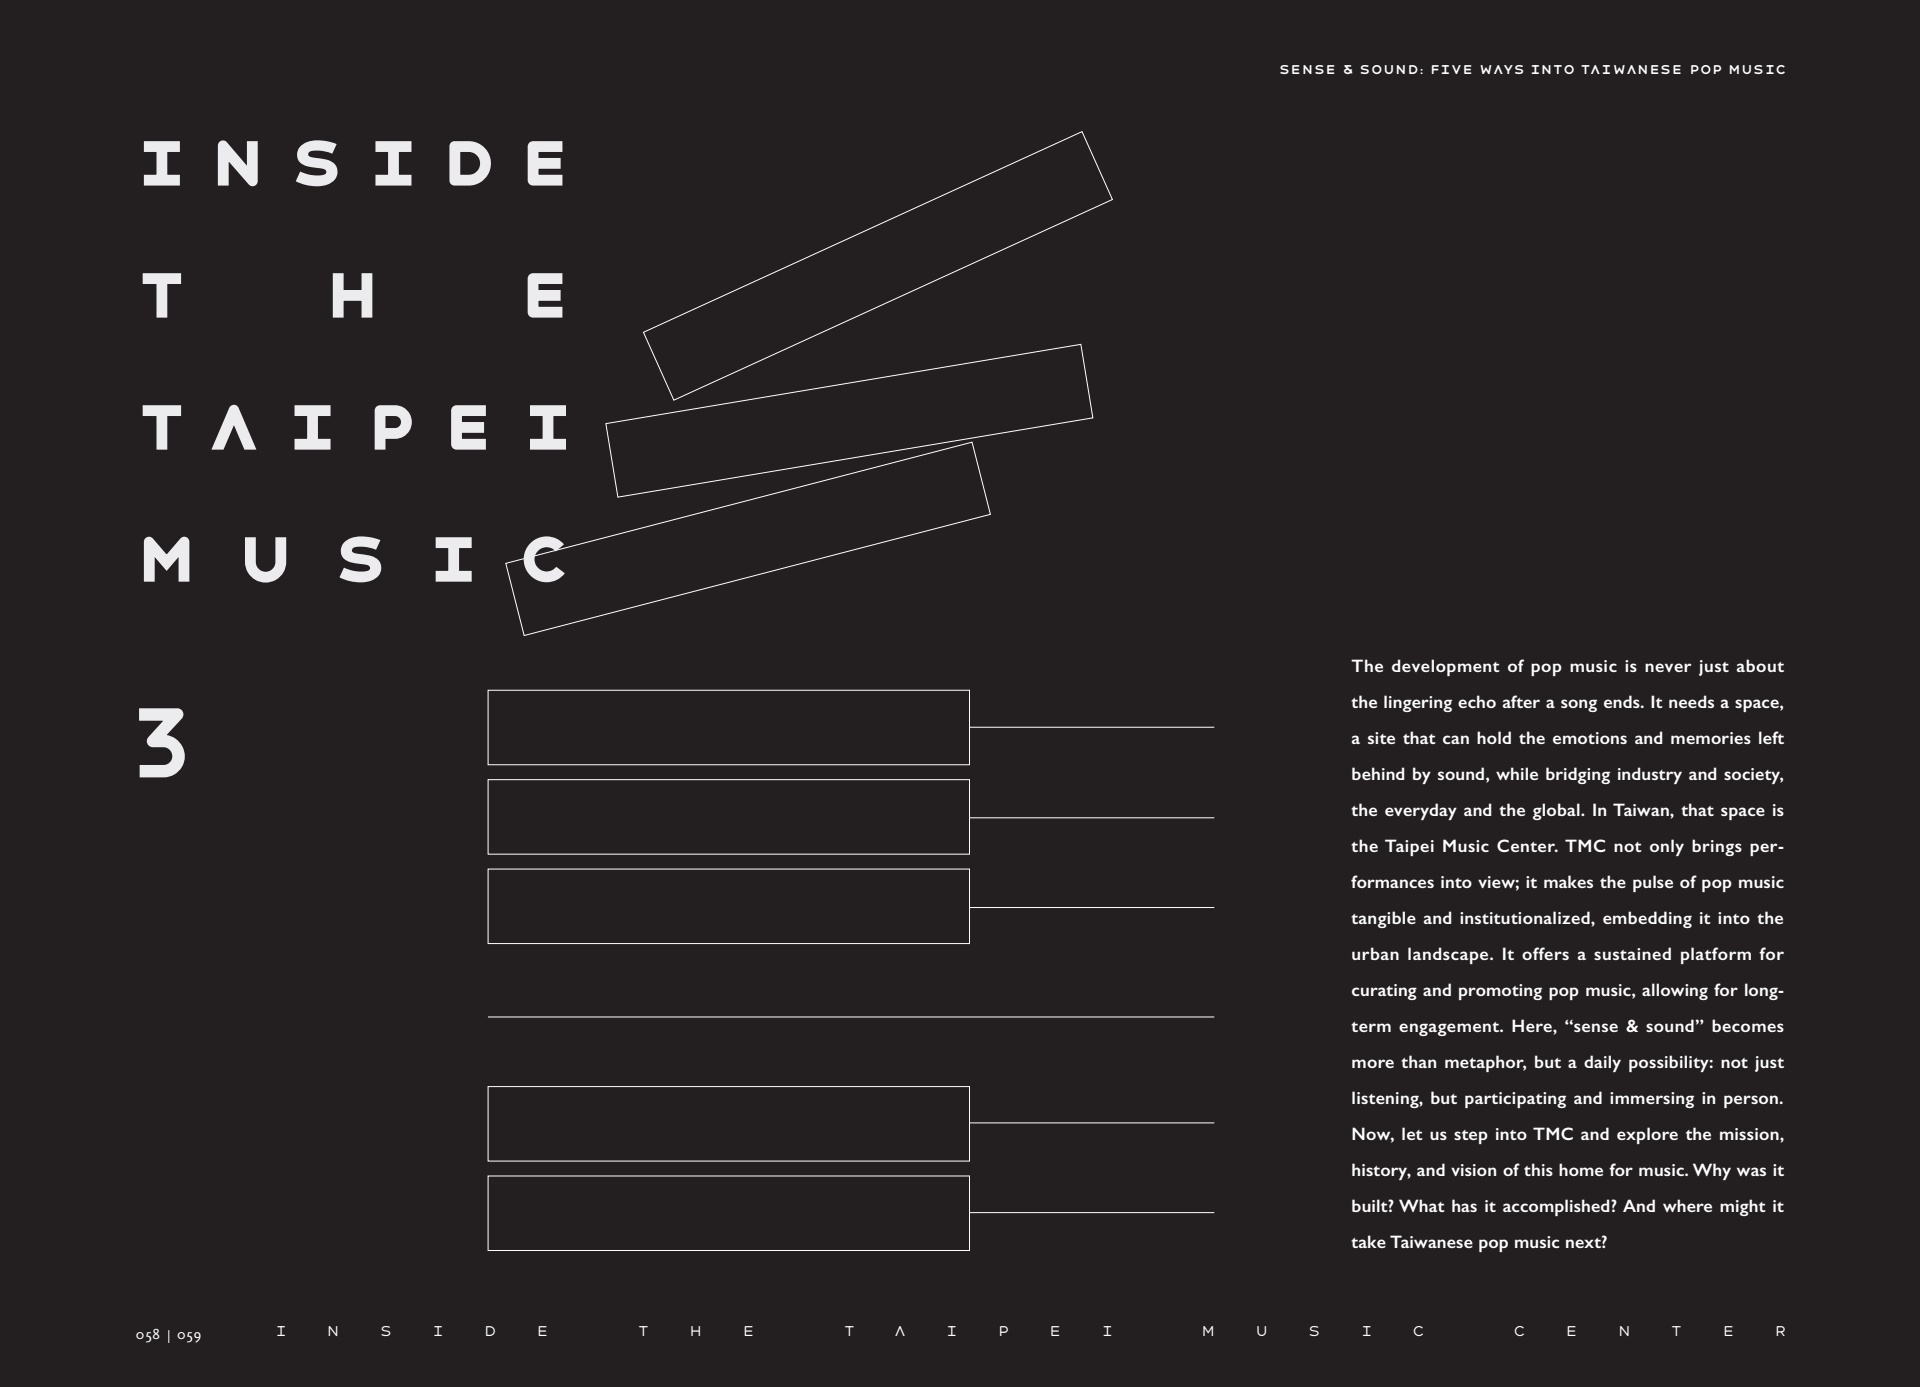 SENSE & SOUND: FIVE WAYS INTO TAIWANESE POP MUSIC
INSIDE
THE
TAIPEI
MUSIC
3
The development of pop music is never just about
the lingering echo after a song ends. It needs a space,
a site that can hold the emotions and memories left
behind by sound, while bridging industry and society,
the everyday and the global. In Taiwan, that space is
the Taipei Music Center. TMC not only brings per-
formances into view; it makes the pulse of pop music
tangible and institutionalized, embedding it into the
urban landscape. It offers a sustained platform for
curating and promoting pop music, allowing for long-
term engagement. Here, “sense & sound” becomes
more than metaphor, but a daily possibility: not just
listening, but participating and immersing in person.
Now, let us step into TMC and explore the mission,
history, and vision of this home for music. Why was it
built? What has it accomplished? And where might it
take Taiwanese pop music next?
058 | 059
INSIDE THE TAIPEI MUSIC CENTER